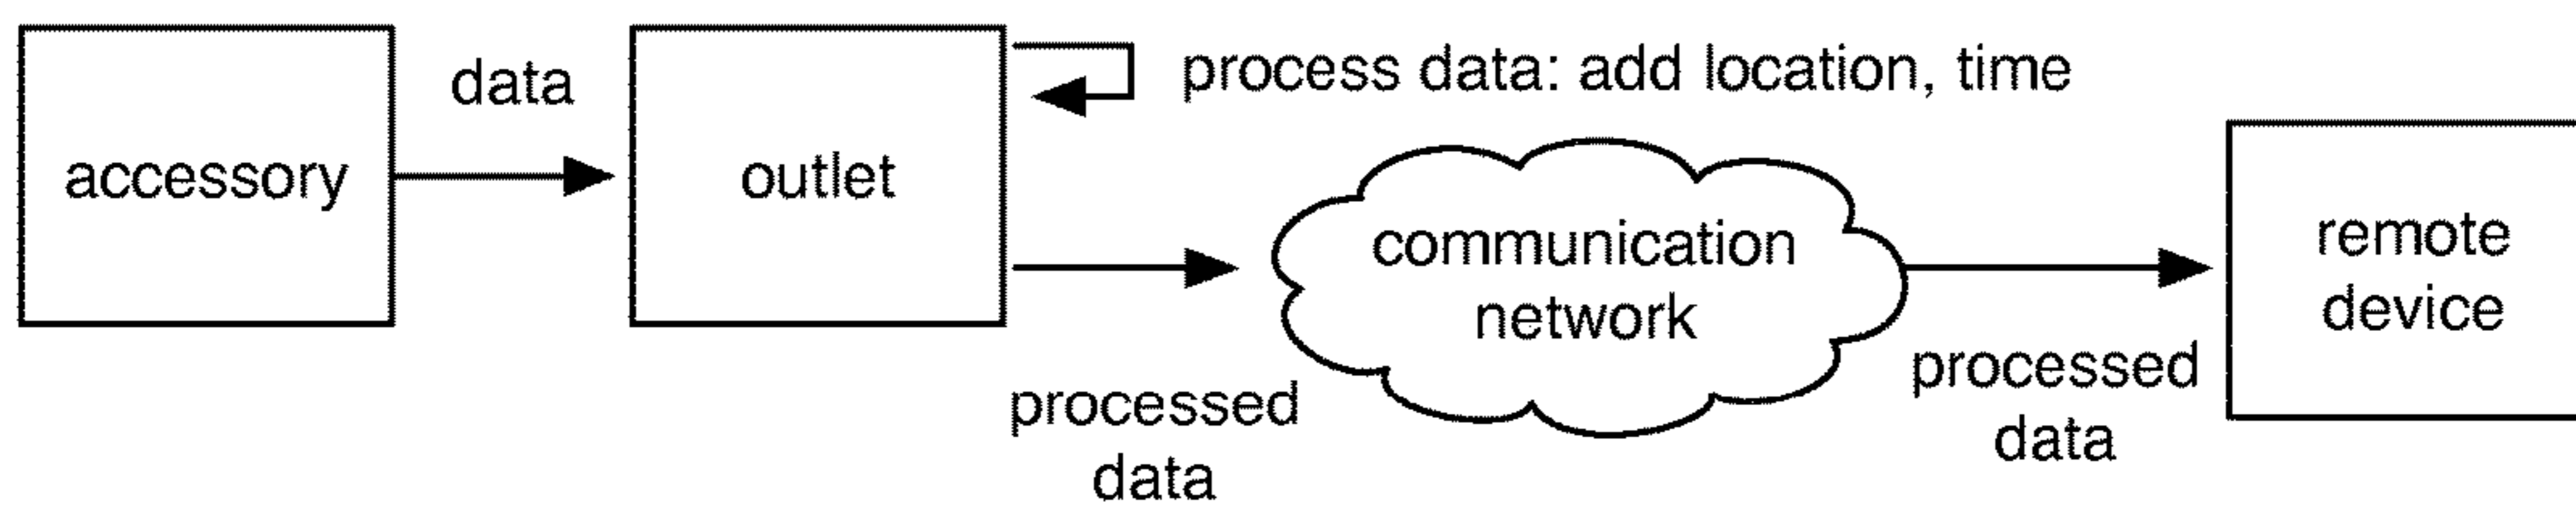 data
accessory
outlet
process data: add location, time
communication
network
processed
data
processed
data
remote
device